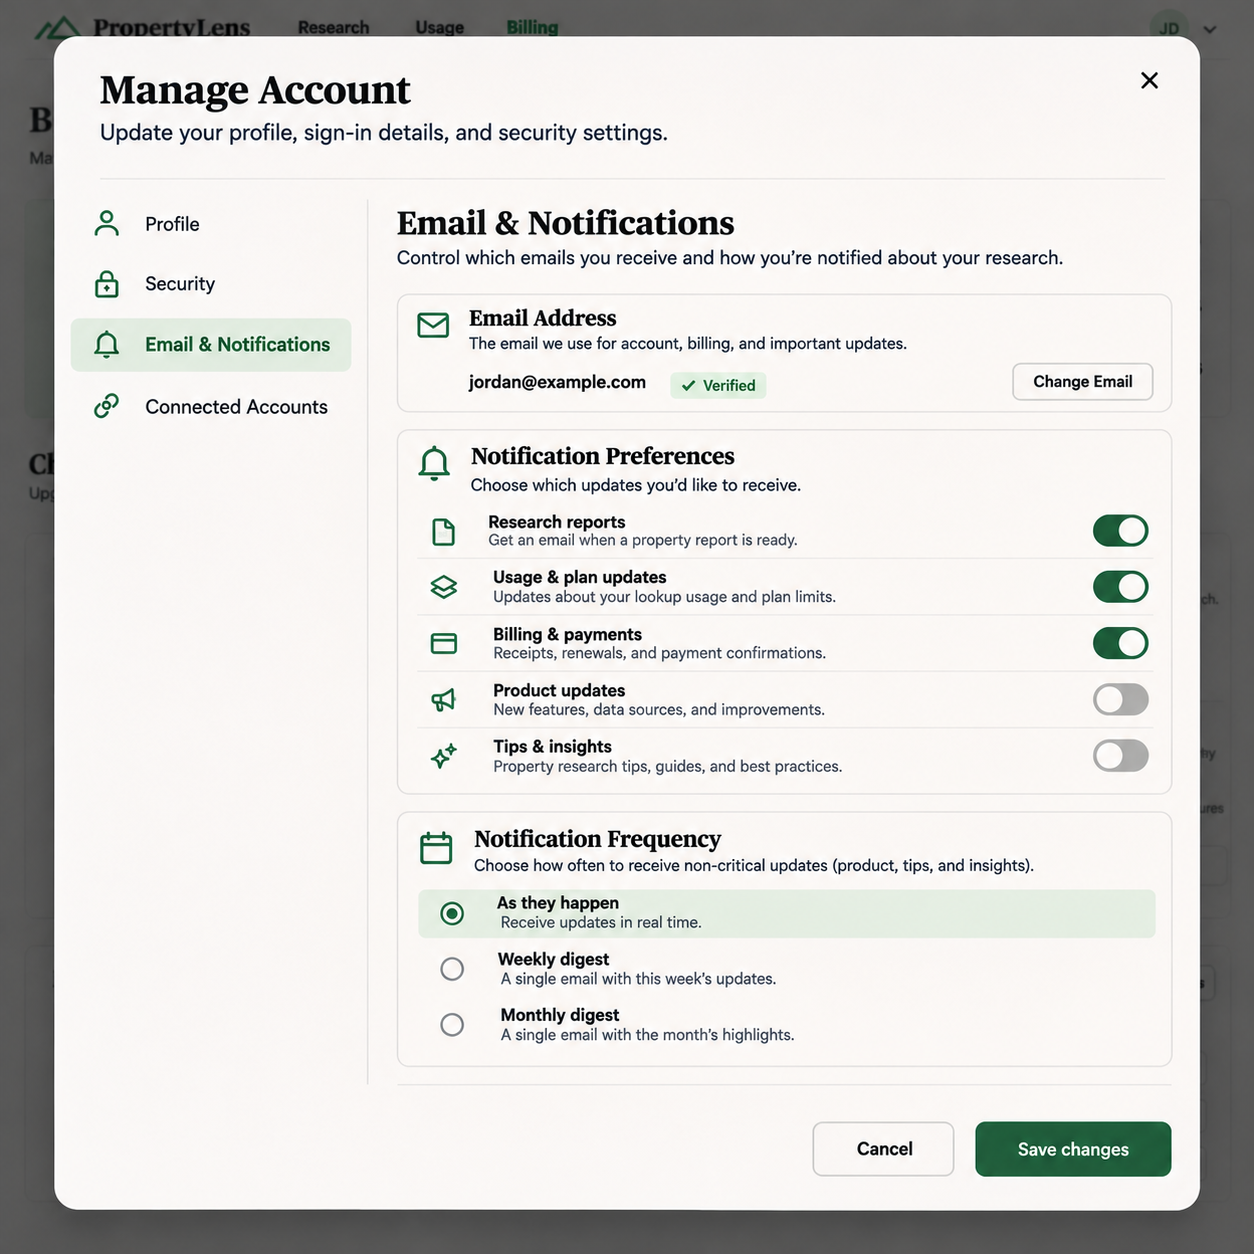 PropertyLens
Research
Usage
Billing
JD
Manage Account
Update your profile, sign-in details, and security settings.
Profile
Security
Email & Notifications
Connected Accounts
Email & Notifications
Control which emails you receive and how you’re notified about your research.
Email Address
The email we use for account, billing, and important updates.
jordan@example.com
Verified
Change Email
Notification Preferences
Choose which updates you’d like to receive.
Research reports
Get an email when a property report is ready.
Usage & plan updates
Updates about your lookup usage and plan limits.
Billing & payments
Receipts, renewals, and payment confirmations.
Product updates
New features, data sources, and improvements.
Tips & insights
Property research tips, guides, and best practices.
Notification Frequency
Choose how often to receive non-critical updates (product, tips, and insights).
As they happen
Receive updates in real time.
Weekly digest
A single email with this week’s updates.
Monthly digest
A single email with the month’s highlights.
Cancel
Save changes